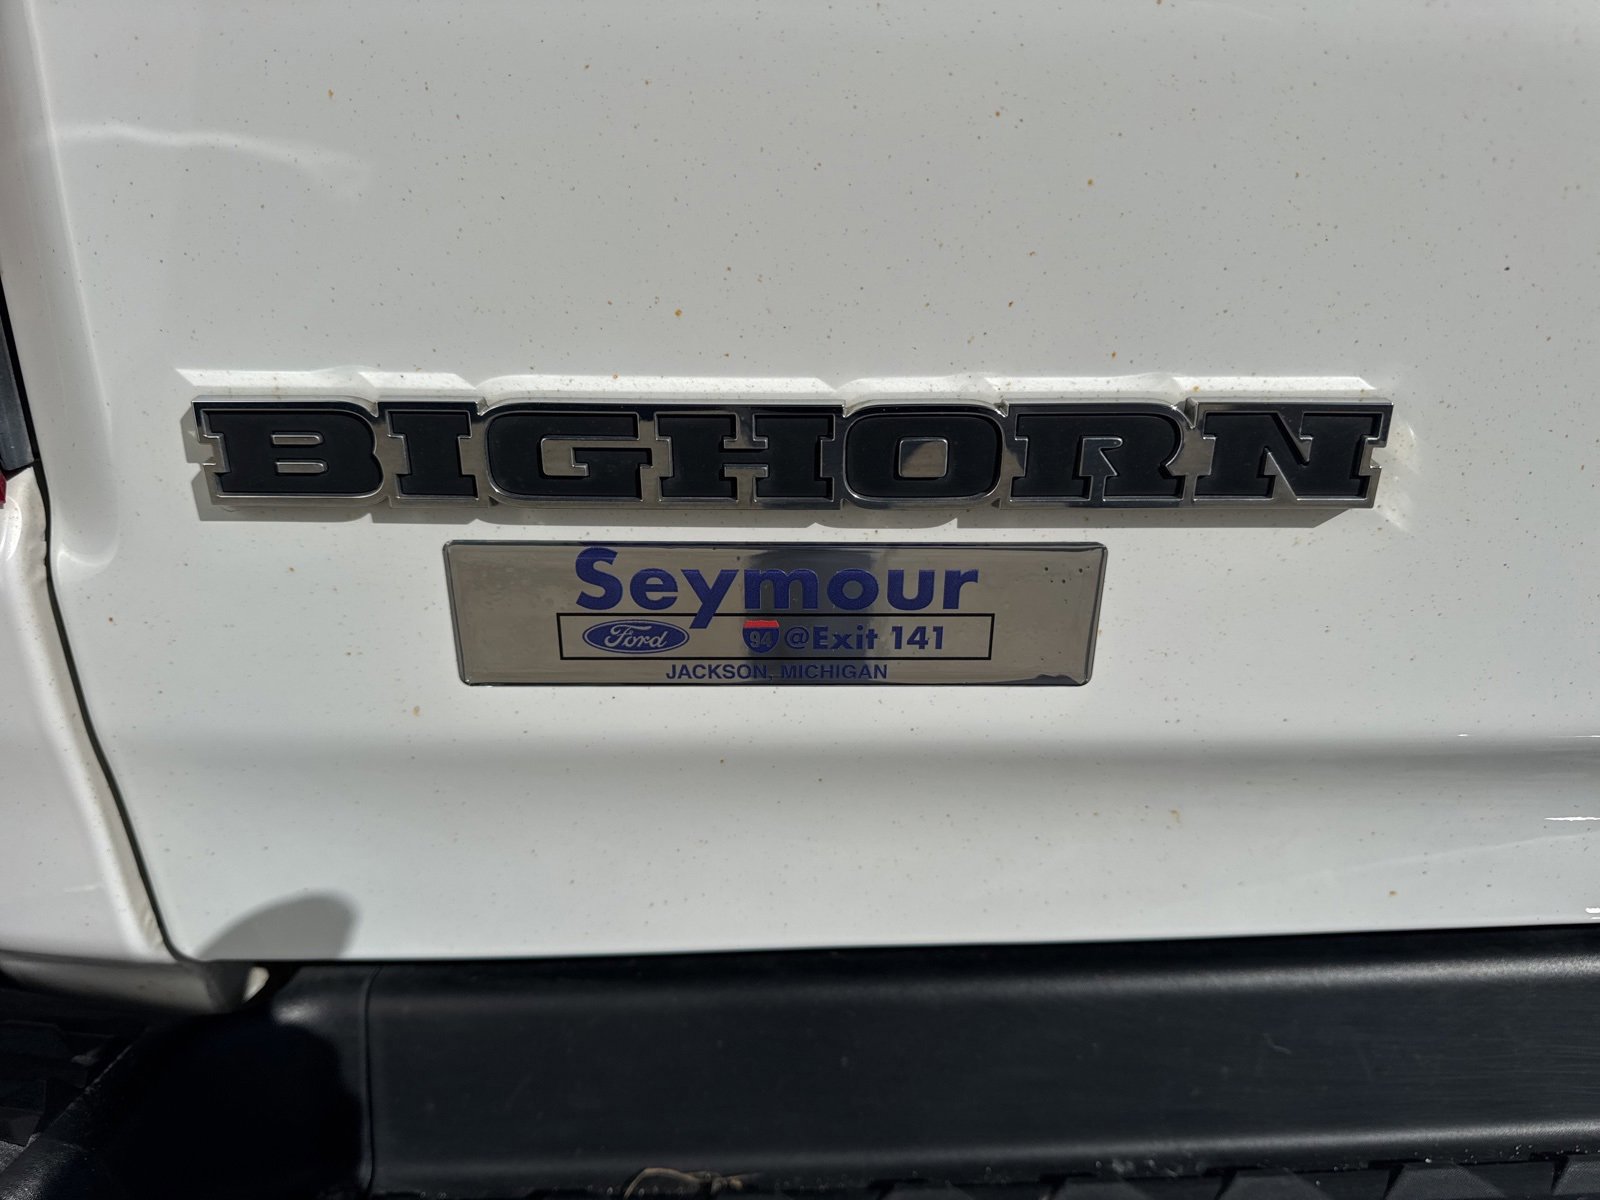 BIGHORN
Seymour
Ford 94 @Exit 141
JACKSON, MICHIGAN